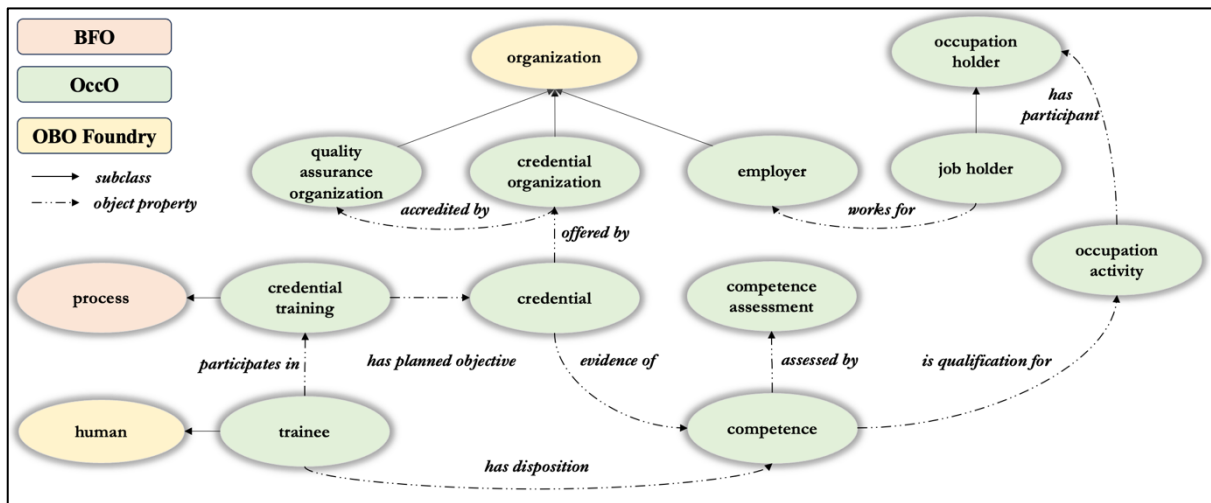 BFO
OccO
OBO Foundry
subclass
object property
organization
occupation
holder
has
participant
quality
assurance
organization
credential
organization
employer
job holder
accredited by
offered by
works for
occupation
activity
process
credential
training
credential
competence
assessment
participates in
has planned objective
evidence of
assessed by
is qualification for
human
trainee
competence
has disposition